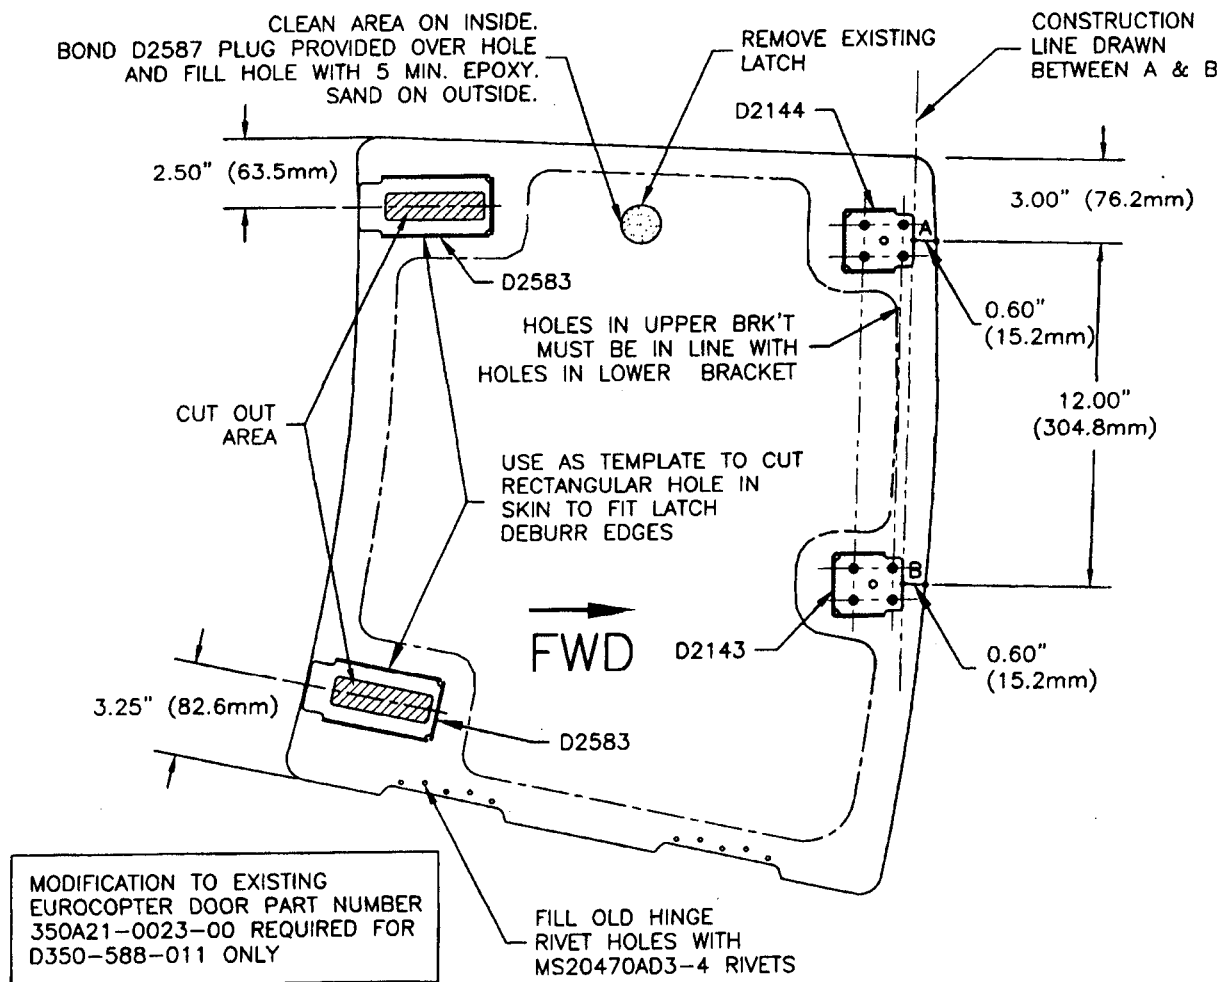 CLEAN AREA ON INSIDE.
BOND D2587 PLUG PROVIDED OVER HOLE
AND FILL HOLE WITH 5 MIN. EPOXY.
SAND ON OUTSIDE.
REMOVE EXISTING
LATCH
CONSTRUCTION
LINE DRAWN
BETWEEN A & B
D2144
2.50" (63.5mm)
3.00" (76.2mm)
A
D2583
0.60"
(15.2mm)
HOLES IN UPPER BRK'T
MUST BE IN LINE WITH
HOLES IN LOWER BRACKET
12.00"
(304.8mm)
CUT OUT
AREA
USE AS TEMPLATE TO CUT
RECTANGULAR HOLE IN
SKIN TO FIT LATCH
DEBURR EDGES
B
FWD
D2143
0.60"
(15.2mm)
3.25" (82.6mm)
D2583
MODIFICATION TO EXISTING
EUROCOPTER DOOR PART NUMBER
350A21-0023-00 REQUIRED FOR
D350-588-011 ONLY
FILL OLD HINGE
RIVET HOLES WITH
MS20470AD3-4 RIVETS